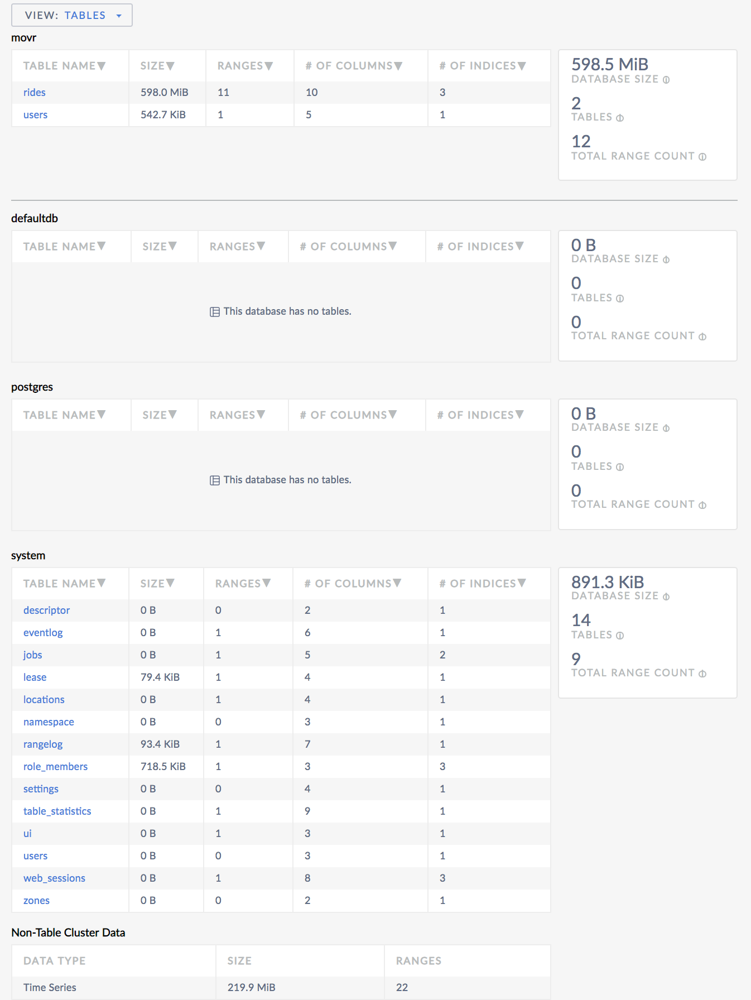 VIEW: TABLES
movr
TABLE NAME SIZE RANGES # OF COLUMNS # OF INDICES
rides 598.0 MiB 11 10 3
users 542.7 KiB 1 5 1
598.5 MiB
DATABASE SIZE
2
TABLES
12
TOTAL RANGE COUNT
defaultdb
TABLE NAME SIZE RANGES # OF COLUMNS # OF INDICES
This database has no tables.
0 B
DATABASE SIZE
0
TABLES
0
TOTAL RANGE COUNT
postgres
TABLE NAME SIZE RANGES # OF COLUMNS # OF INDICES
This database has no tables.
0 B
DATABASE SIZE
0
TABLES
0
TOTAL RANGE COUNT
system
TABLE NAME SIZE RANGES # OF COLUMNS # OF INDICES
descriptor 0 B 0 2 1
eventlog 0 B 1 6 1
jobs 0 B 1 5 2
lease 79.4 KiB 1 4 1
locations 0 B 1 4 1
namespace 0 B 0 3 1
rangelog 93.4 KiB 1 7 1
role_members 718.5 KiB 1 3 3
settings 0 B 0 4 1
table_statistics 0 B 1 9 1
ui 0 B 1 3 1
users 0 B 0 3 1
web_sessions 0 B 1 8 3
zones 0 B 0 2 1
891.3 KiB
DATABASE SIZE
14
TABLES
9
TOTAL RANGE COUNT
Non-Table Cluster Data
DATA TYPE SIZE RANGES
Time Series 219.9 MiB 22